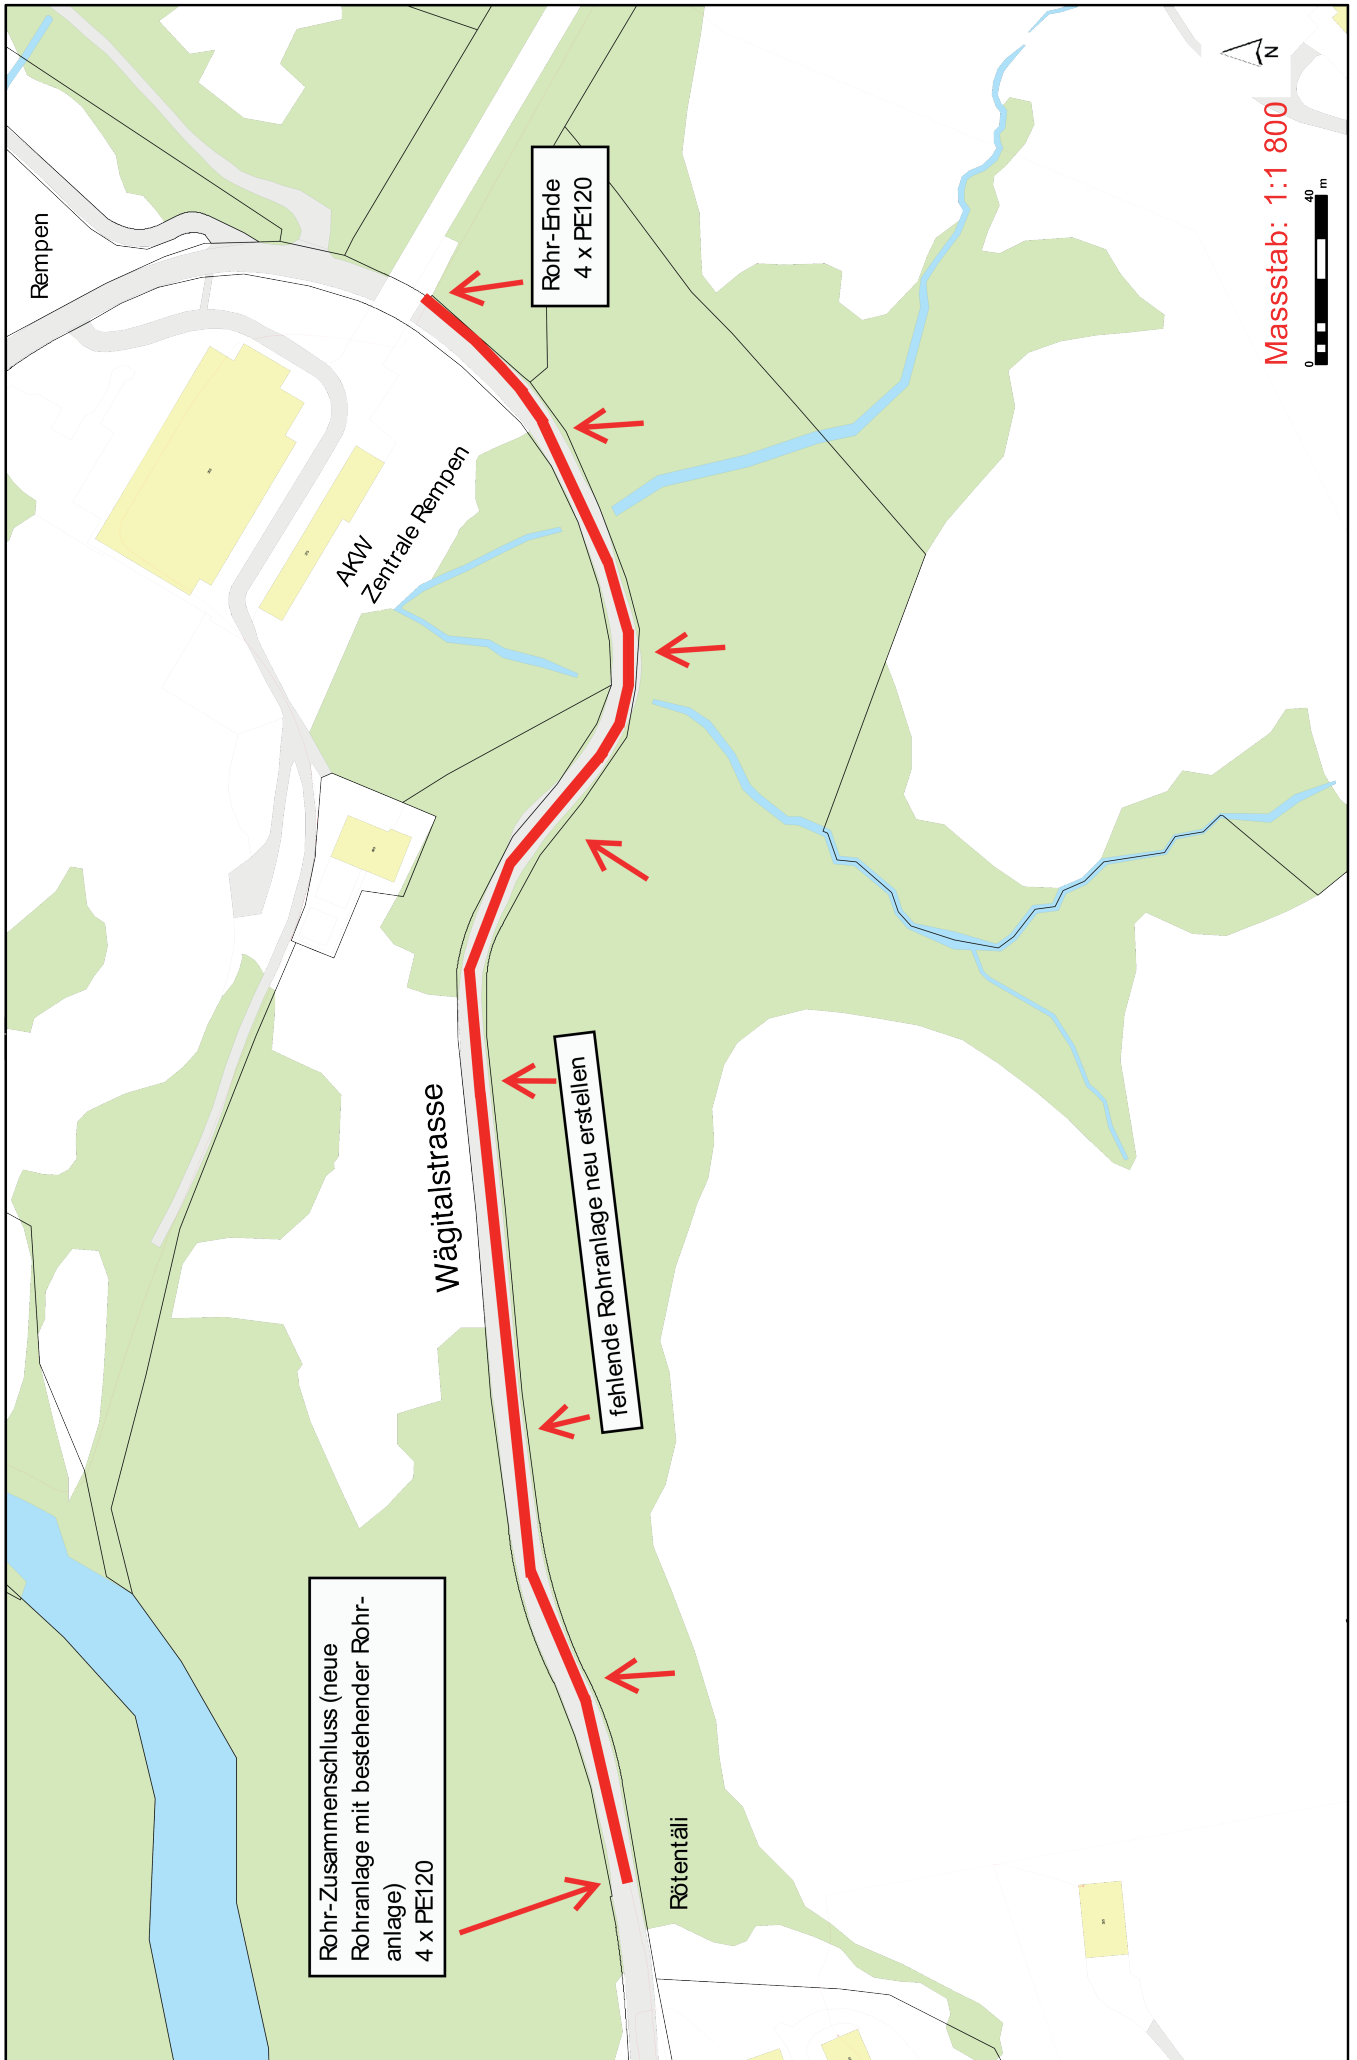 Rempen
Rohr-Ende
4 x PE120
N
Massstab: 1:1 800
0
40
m
AKW
Zentrale Rempen
Wägitalstrasse
fehlende Rohranlage neu erstellen
Rohr-Zusammenschluss (neue
Rohranlage mit bestehender Rohr-
anlage)
4 x PE120
Rötentäli